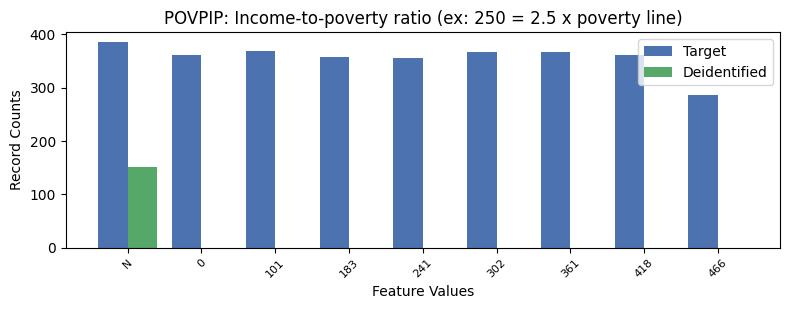 POVPIP: Income-to-poverty ratio (ex: 250 = 2.5 x poverty line)
400
300
200
100
0
Record Counts
Target
Deidentified
N
0
101
183
241
302
361
418
466
Feature Values